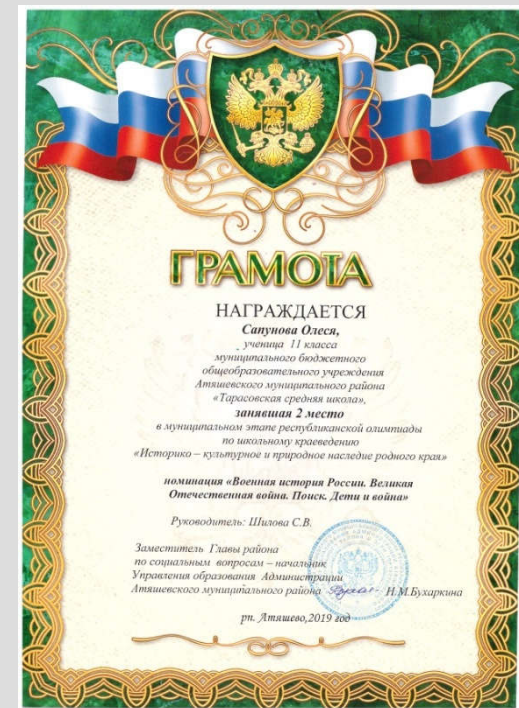 ГРАМОТА
НАГРАЖДАЕТСЯ
Сапунова Олеся,
ученица 11 класса
муниципального бюджетного
общеобразовательного учреждения
Атяшевского муниципального района
«Тарасовская средняя школа»,
занявшая 2 место
в муниципальном этапе республиканской олимпиады
по школьному краеведению
«Историко – культурное и природное наследие родного края»
номинация «Военная история России. Великая
Отечественная война. Поиск. Дети и война»
Руководитель: Шилова С.В.
Заместитель Главы района
по социальным вопросам – начальник
Управления образования Администрации
Атяшевского муниципального района Н.М.Бухаркина
рп. Атяшево,2019 год